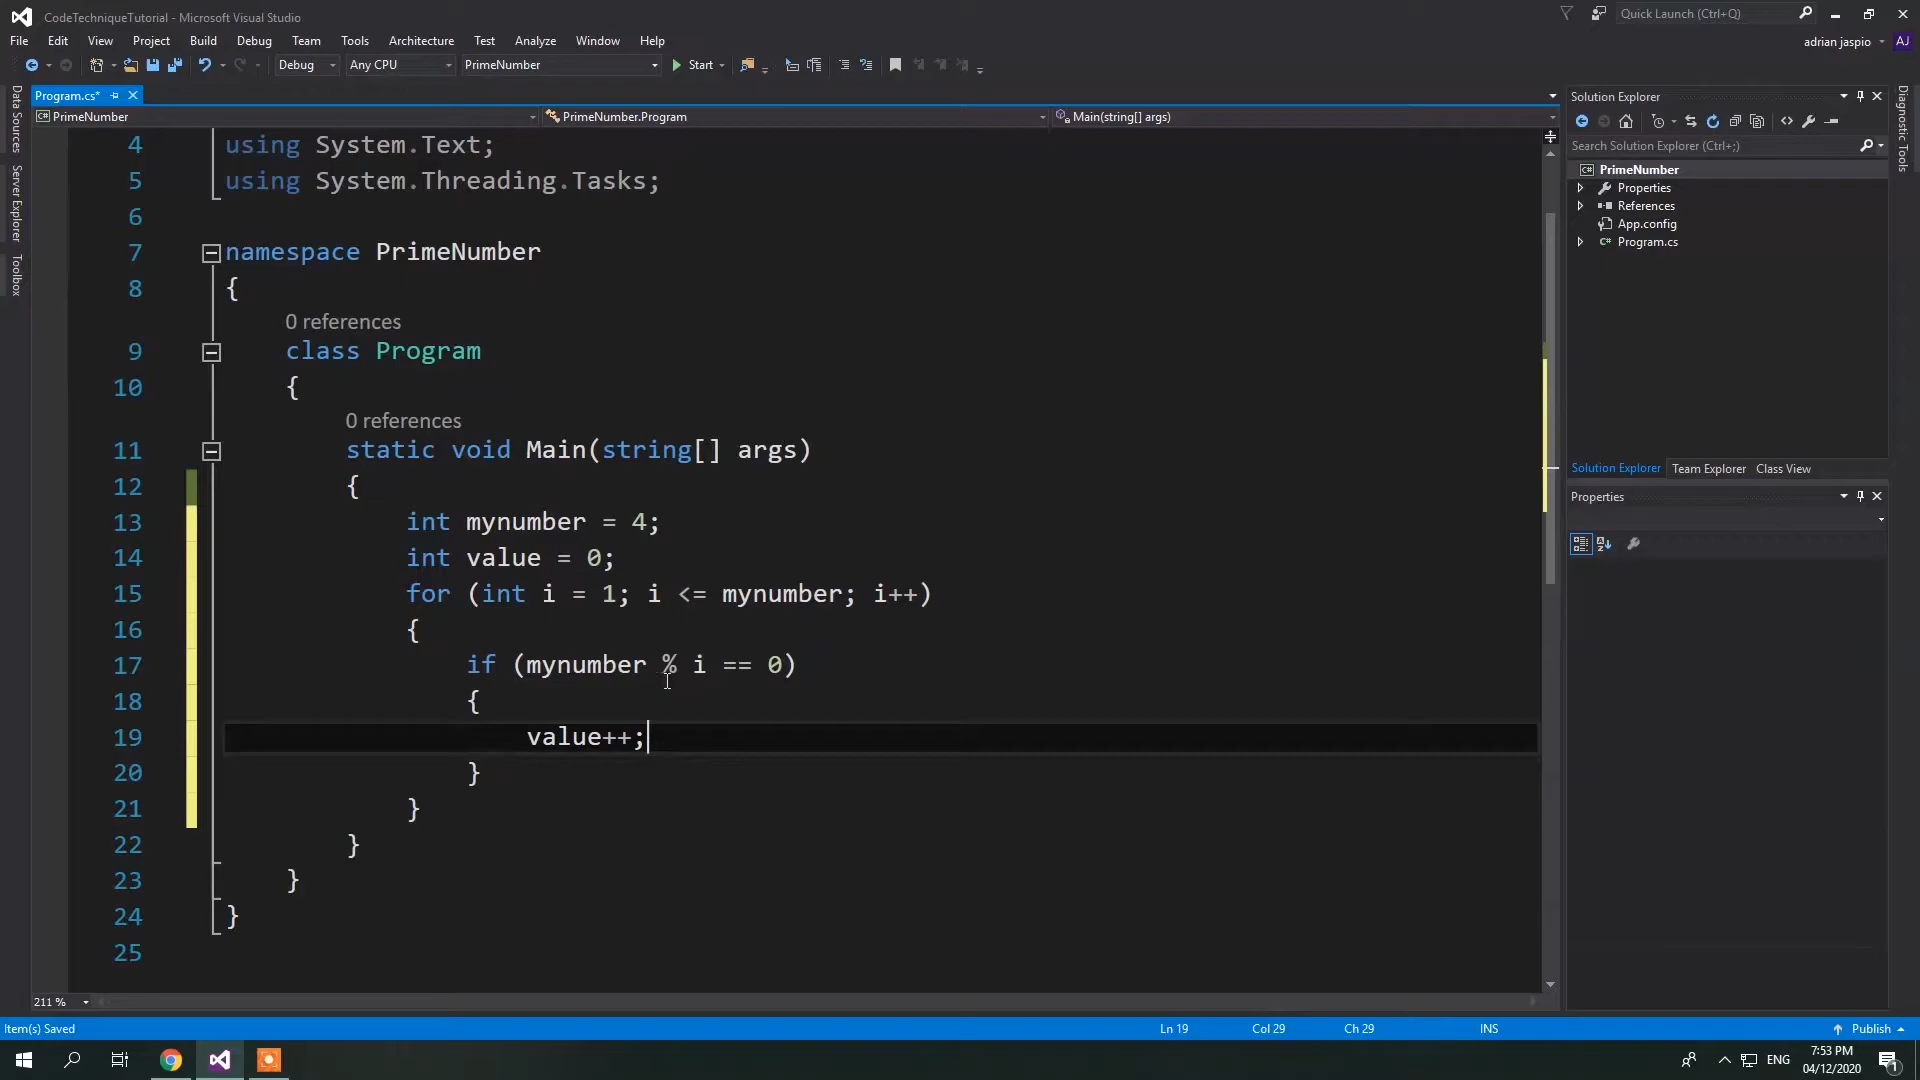 CodeTechniqueTutorial - Microsoft Visual Studio
Quick Launch (Ctrl+Q)
File Edit View Project Build Debug Team Tools Architecture Test Analyze Window Help
adrian jaspio AJ
Debug Any CPU PrimeNumber Start
Program.cs*
PrimeNumber PrimeNumber.Program Main(string[] args)
Data Sources
Server Explorer
Toolbox
4 using System.Text;
5 using System.Threading.Tasks;
6
7 namespace PrimeNumber
8 {
0 references
9 class Program
10 {
0 references
11 static void Main(string[] args)
12 {
13 int mynumber = 4;
14 int value = 0;
15 for (int i = 1; i <= mynumber; i++)
16 {
17 if (mynumber % i == 0)
18 {
19 value++;
20 }
21 }
22 }
23 }
24 }
25
211 %
Solution Explorer
Search Solution Explorer (Ctrl+;)
C# PrimeNumber
Properties
References
App.config
C# Program.cs
Solution Explorer Team Explorer Class View
Properties
Diagnostic Tools
Item(s) Saved Ln 19 Col 29 Ch 29 INS Publish
ENG
7:53 PM
04/12/2020
1